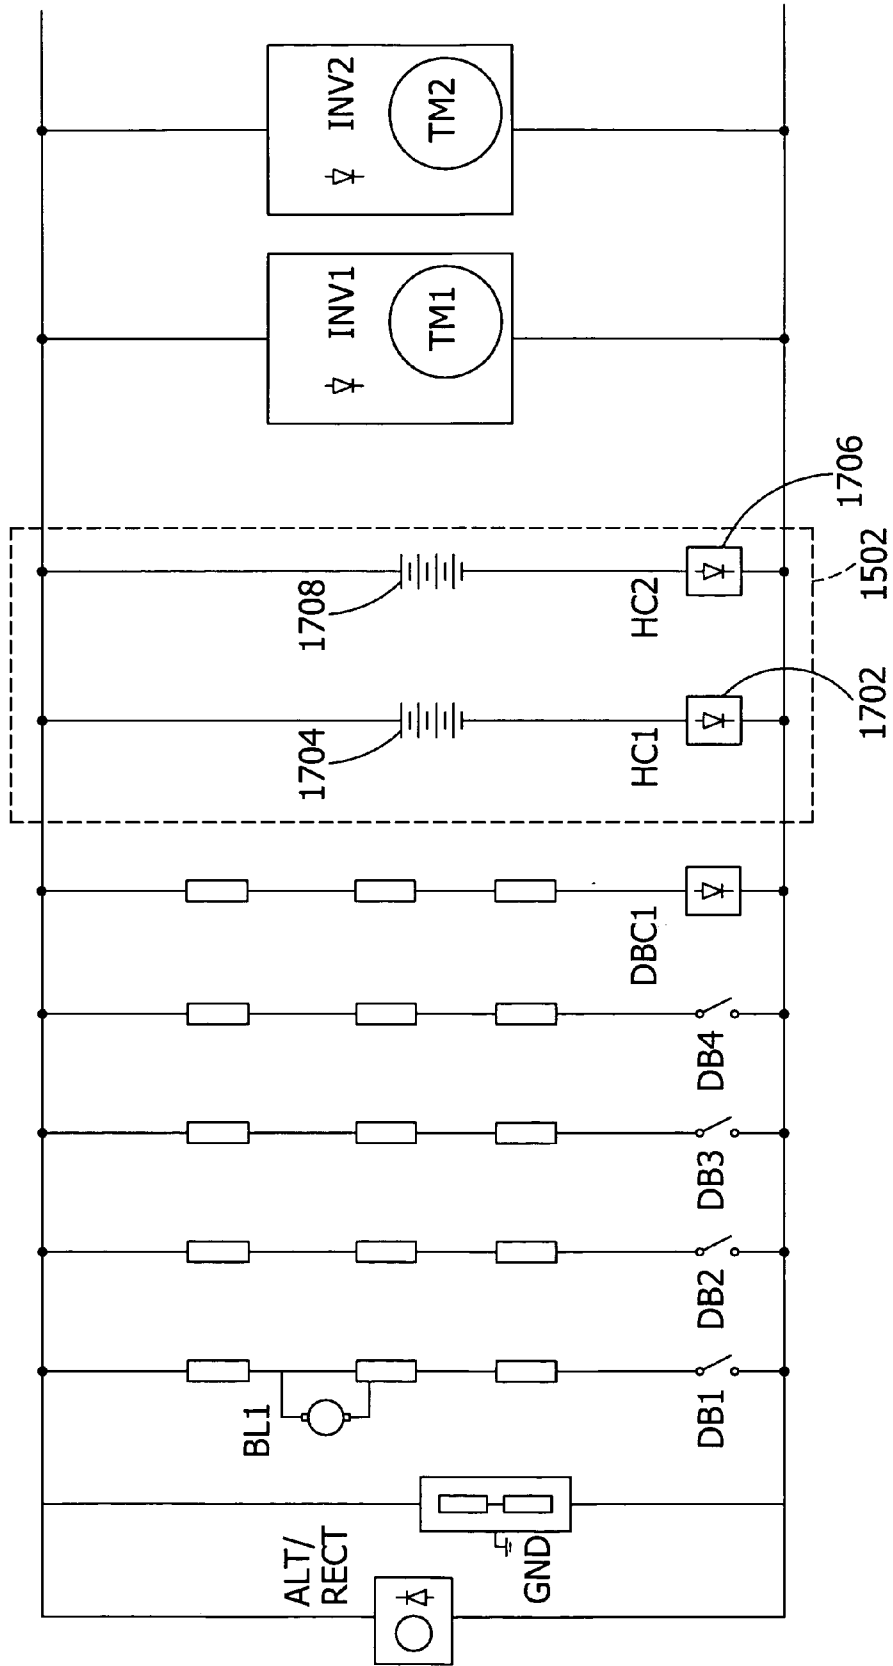 ALT/
RECT
GND
BL1
DB1
DB2
DB3
DB4
DBC1
1704
HC1
1702
1708
HC2
1706
1502
INV1
TM1
INV2
TM2